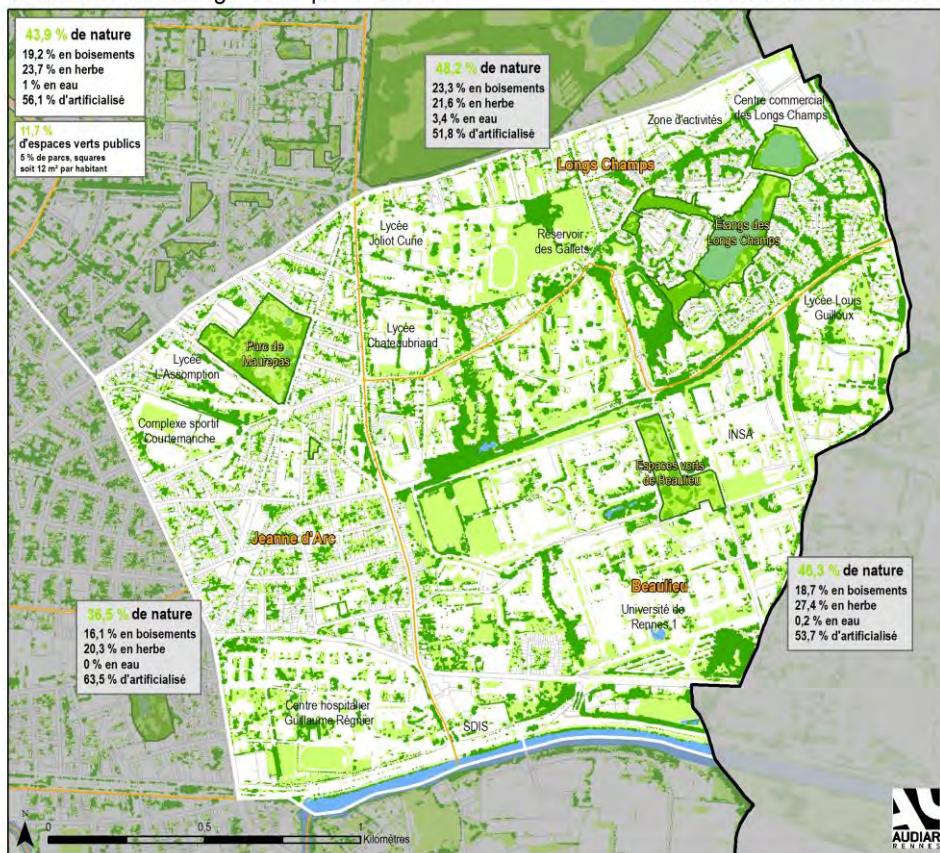 43,9 % de nature
19,2 % en boisements
23,7 % en herbe
1 % en eau
56,1 % d'artificialisé
11,7 %
d'espaces verts publics
5 % de parcs, squares
soit 12 m² par habitant
48,2 % de nature
23,3 % en boisements
21,6 % en herbe
3,4 % en eau
51,8 % d'artificialisé
Centre commercial
des Longs Champs
Zone d'activités
Longs Champs
Lycée
Joliot Curie
Réservoir
des Gallets
Étangs des
Longs Champs
Lycée Louis
Guilloux
Lycée
Chateaubriand
Parc de
Maurepas
Lycée
L'Assomption
Complexe sportif
Courtemanche
INSA
Espaces verts
de Beaulieu
Jeanne d'Arc
Beaulieu
Université de
Rennes 1
46,3 % de nature
18,7 % en boisements
27,4 % en herbe
0,2 % en eau
53,7 % d'artificialisé
36,5 % de nature
16,1 % en boisements
20,3 % en herbe
0 % en eau
63,5 % d'artificialisé
Centre hospitalier
Guillaume Régnier
SDIS
N
0 0,5 1 Kilomètres
AUDIAR
RENNES